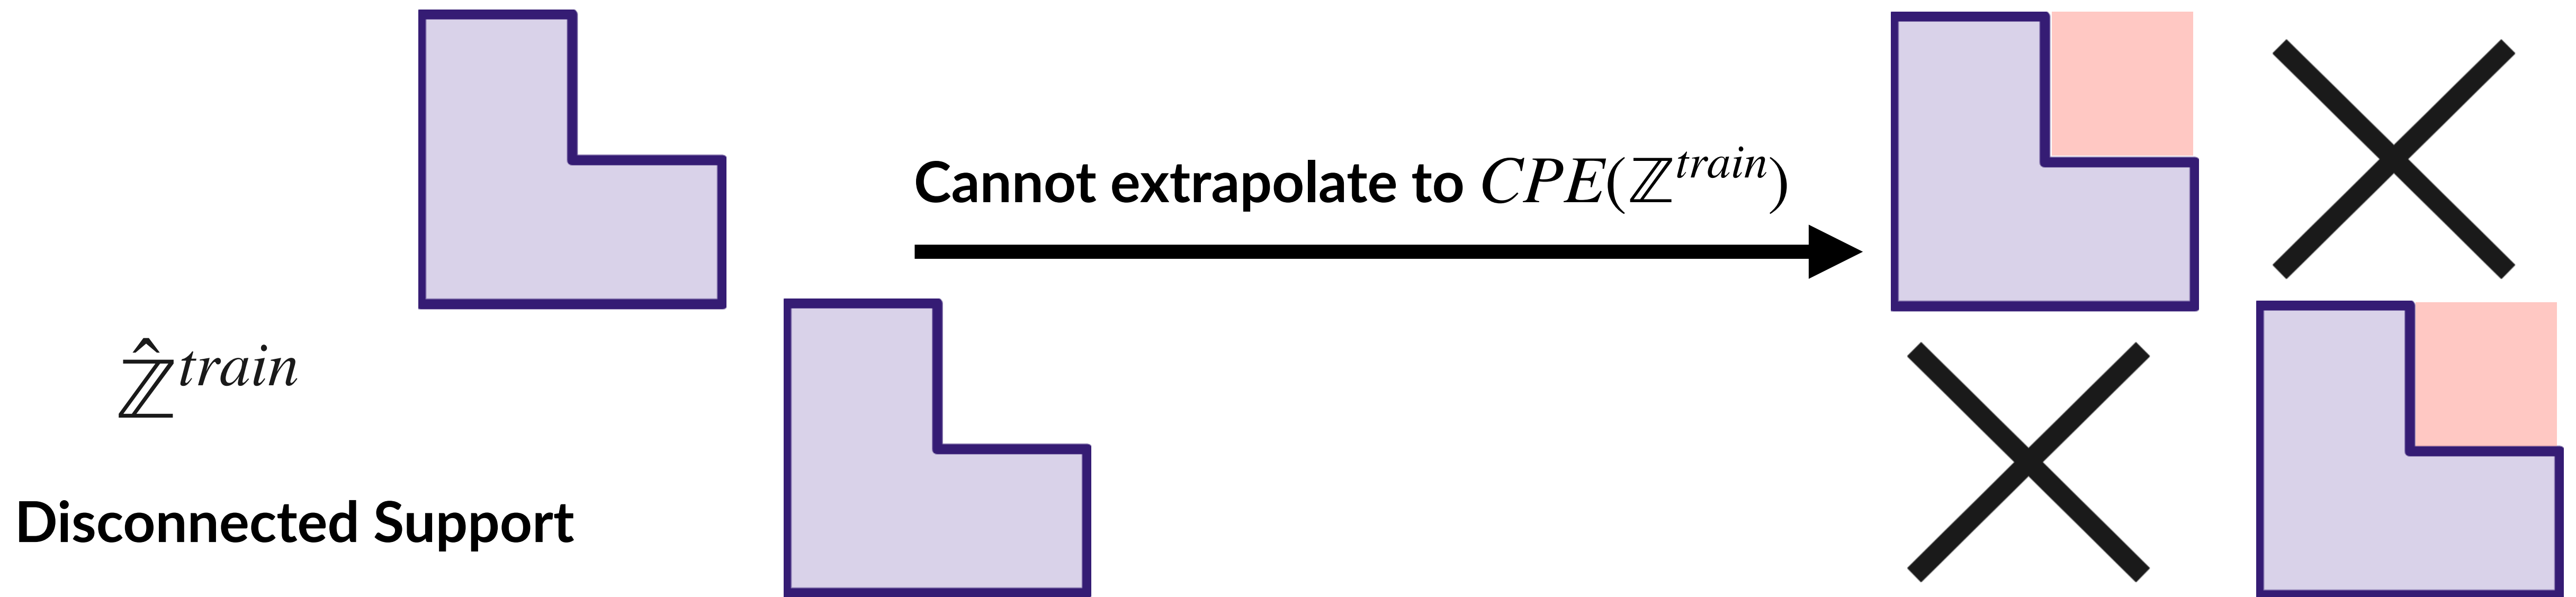 Cannot extrapolate to CPE(ℤ^train)
ℤ̂^train
Disconnected Support